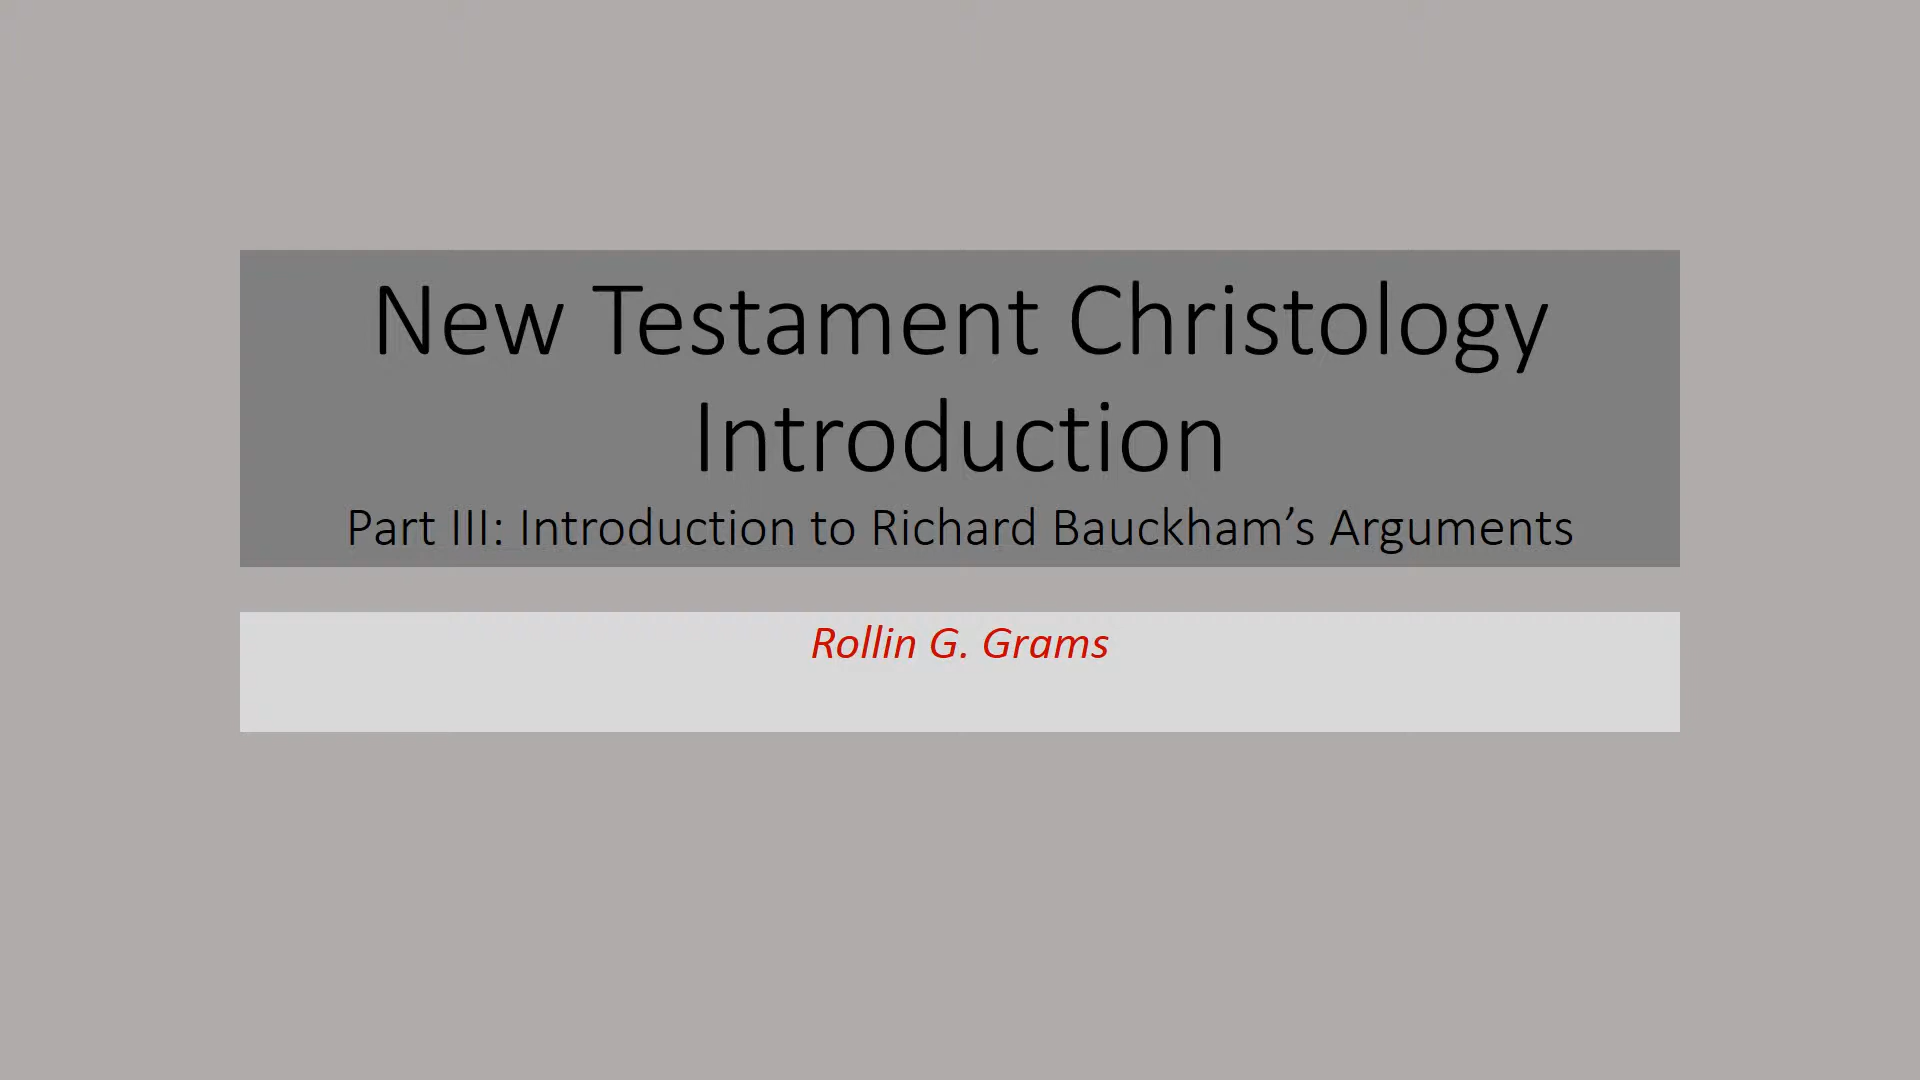 New Testament Christology
Introduction
Part III: Introduction to Richard Bauckham’s Arguments
Rollin G. Grams